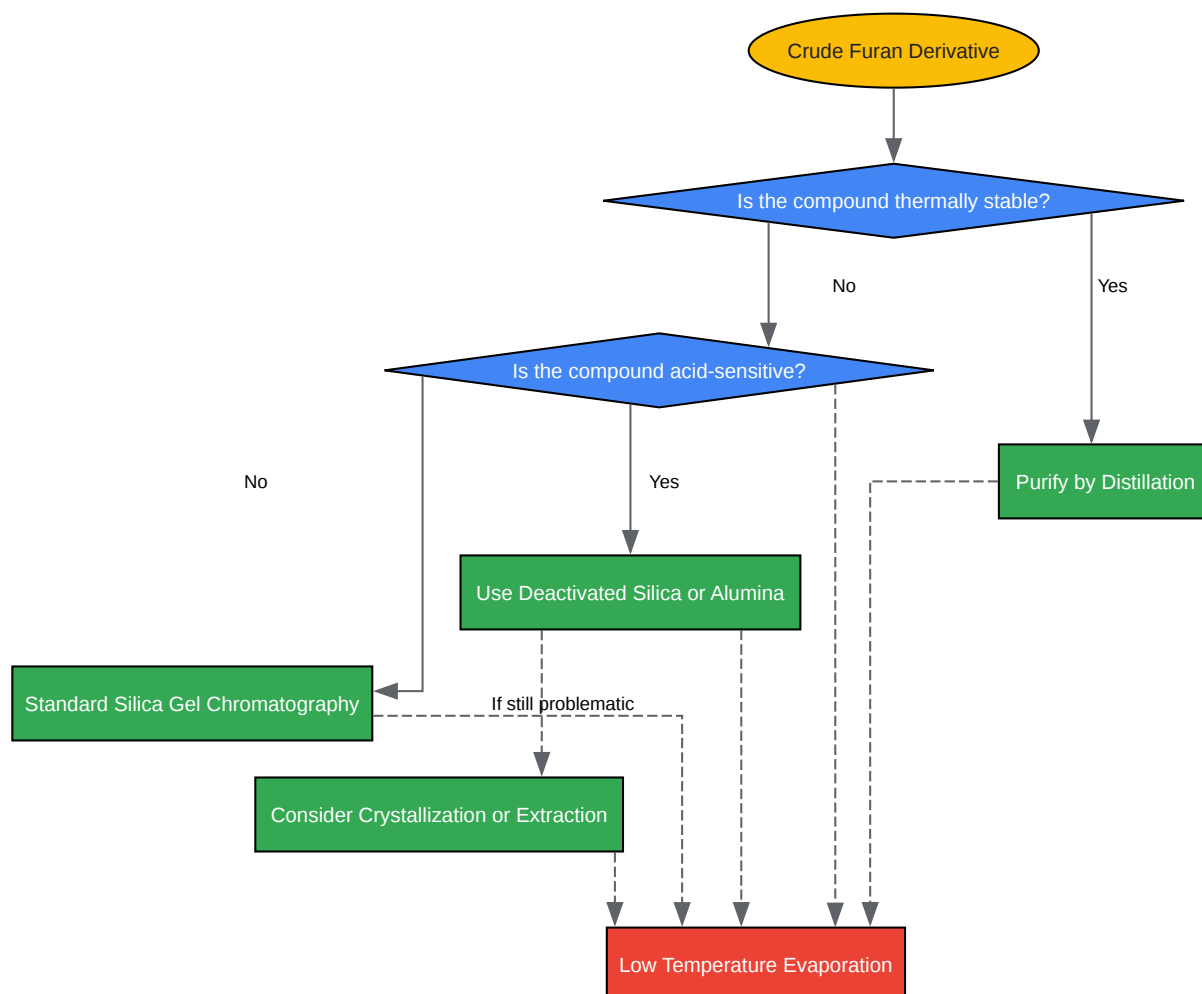 Crude Furan Derivative
Is the compound thermally stable?
No
Yes
Is the compound acid-sensitive?
No
Yes
Purify by Distillation
Use Deactivated Silica or Alumina
Standard Silica Gel Chromatography
If still problematic
Consider Crystallization or Extraction
Low Temperature Evaporation